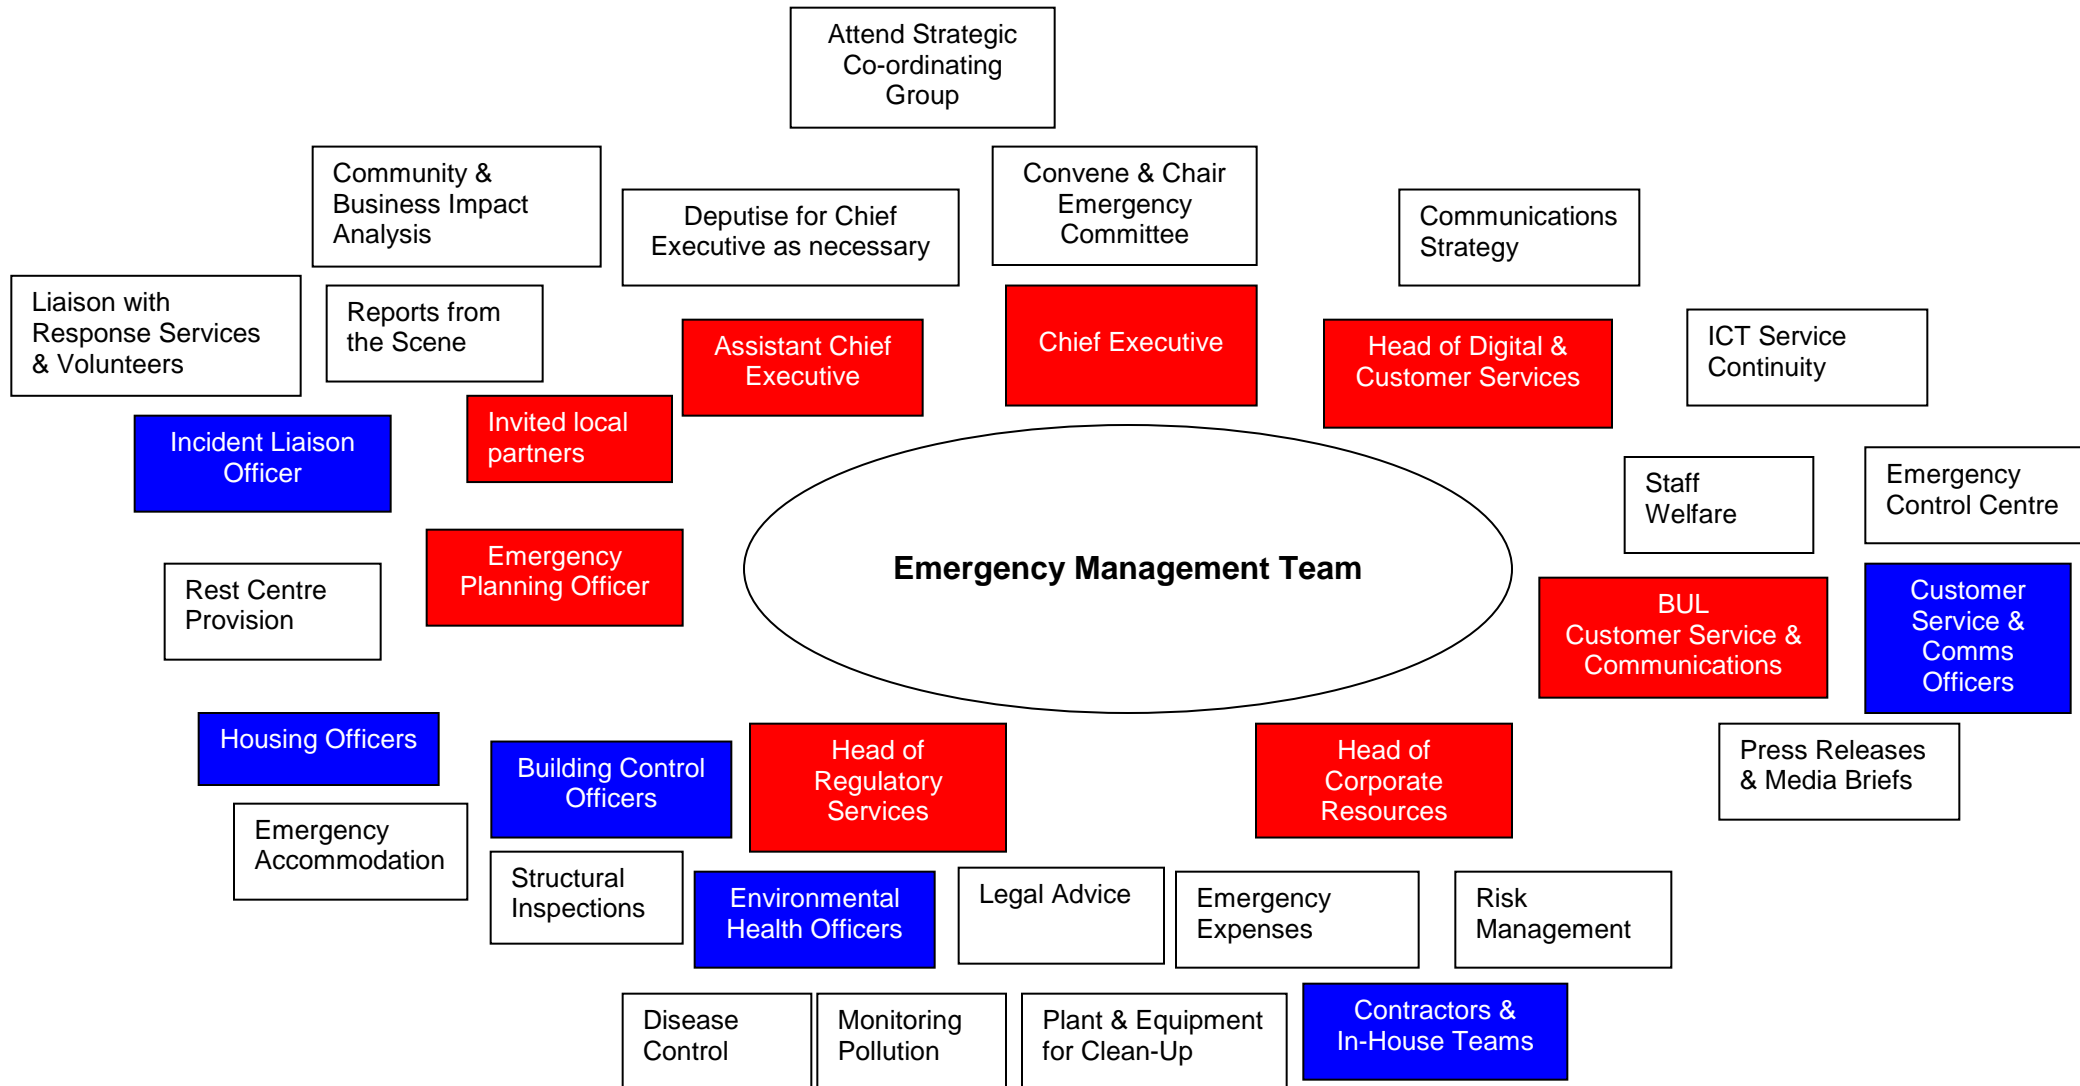 Attend Strategic
Co-ordinating
Group
Community &
Business Impact
Analysis
Deputise for Chief
Executive as necessary
Convene & Chair
Emergency
Committee
Communications
Strategy
Liaison with
Response Services
& Volunteers
Reports from
the Scene
Assistant Chief
Executive
Chief Executive
Head of Digital &
Customer Services
ICT Service
Continuity
Incident Liaison
Officer
Invited local
partners
Staff
Welfare
Emergency
Control Centre
Emergency
Planning Officer
Emergency Management Team
Rest Centre
Provision
BUL
Customer Service &
Communications
Customer
Service &
Comms
Officers
Housing Officers
Building Control
Officers
Head of
Regulatory
Services
Head of
Corporate
Resources
Press Releases
& Media Briefs
Emergency
Accommodation
Structural
Inspections
Environmental
Health Officers
Legal Advice
Emergency
Expenses
Risk
Management
Disease
Control
Monitoring
Pollution
Plant & Equipment
for Clean-Up
Contractors &
In-House Teams